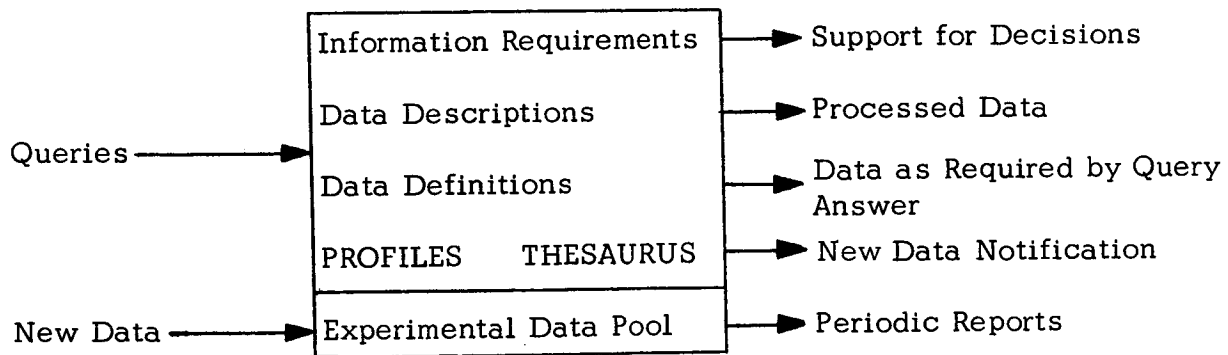 Information Requirements
Support for Decisions
Data Descriptions
Processed Data
Queries
Data Definitions
Data as Required by Query
Answer
PROFILES THESAURUS
New Data Notification
New Data
Experimental Data Pool
Periodic Reports